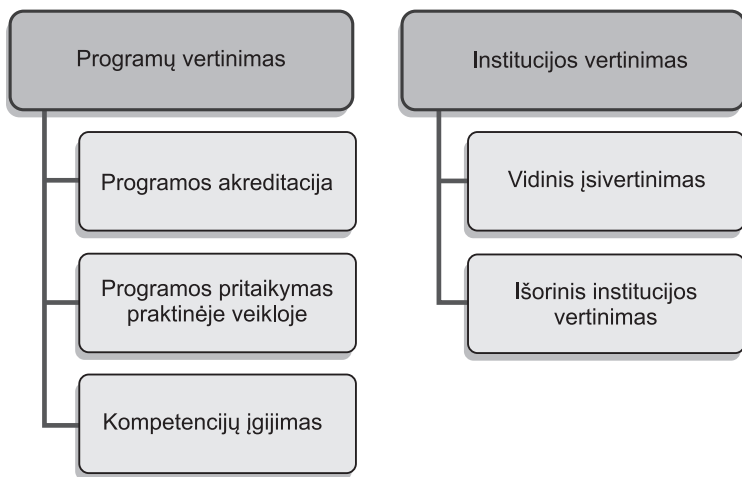 Programų vertinimas
Programos akreditacija
Programos pritaikymas
praktinėje veikloje
Kompetencijų įgijimas
Institucijos vertinimas
Vidinis įsivertinimas
Išorinis institucijos
vertinimas